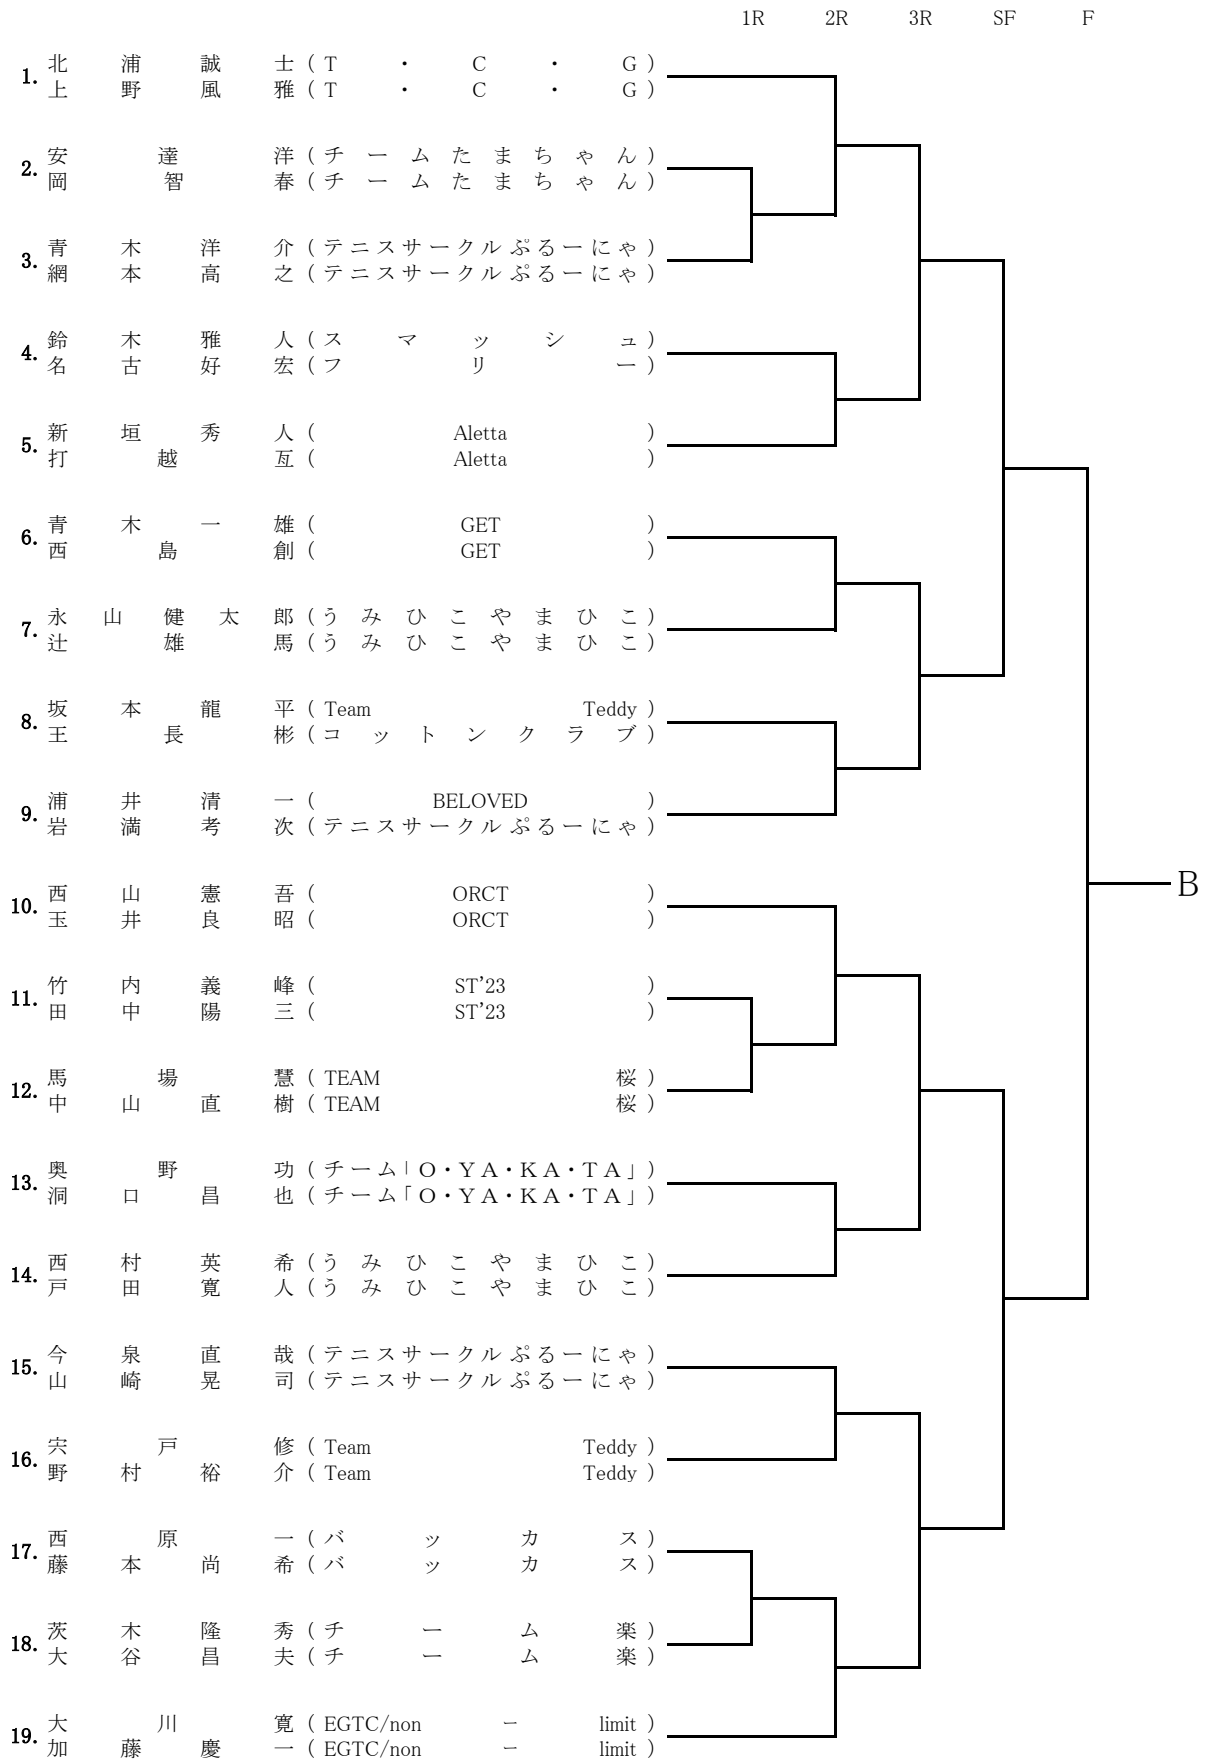 1R 2R 3R SF F
1. 北浦誠士(T・C・G)
上野風雅(T・C・G)
2. 安達洋(チームたまちゃん)
岡智春(チームたまちゃん)
3. 青木洋介(テニスサークルぷるーにゃ)
網本高之(テニスサークルぷるーにゃ)
4. 鈴木雅人(スマッシュ)
名古好宏(フリー)
5. 新垣秀人(Aletta)
打越亙(Aletta)
6. 青木一雄(GET)
西島創(GET)
7. 永山健太郎(うみひこやまひこ)
辻雄馬(うみひこやまひこ)
8. 坂本龍平(Team Teddy)
王長彬(コットンクラブ)
9. 浦井清一(BELOVED)
岩満考次(テニスサークルぷるーにゃ)
B
10. 西山憲吾(ORCT)
玉井良昭(ORCT)
11. 竹内義峰(ST’23)
田中陽三(ST’23)
12. 馬場慧(TEAM 桜)
中山直樹(TEAM 桜)
13. 奥野功(チーム「O・YA・KA・TA」)
洞口昌也(チーム「O・YA・KA・TA」)
14. 西村英希(うみひこやまひこ)
戸田寛人(うみひこやまひこ)
15. 今泉直哉(テニスサークルぷるーにゃ)
山崎晃司(テニスサークルぷるーにゃ)
16. 宍戸修(Team Teddy)
野村裕介(Team Teddy)
17. 西原一(バッカス)
藤本尚希(バッカス)
18. 茨木隆秀(チーム楽)
大谷昌夫(チーム楽)
19. 大川寛(EGTC/non － limit)
加藤慶一(EGTC/non － limit)